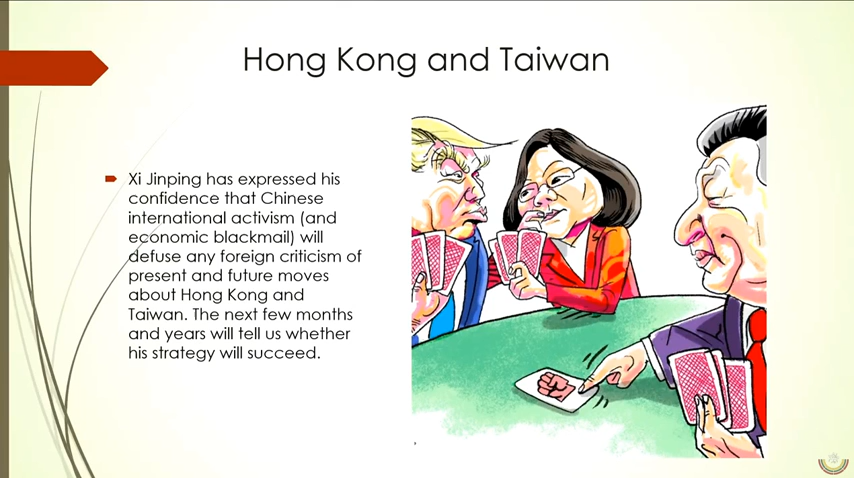 Hong Kong and Taiwan
Xi Jinping has expressed his
confidence that Chinese
international activism (and
economic blackmail) will
defuse any foreign criticism of
present and future moves
about Hong Kong and
Taiwan. The next few months
and years will tell us whether
his strategy will succeed.